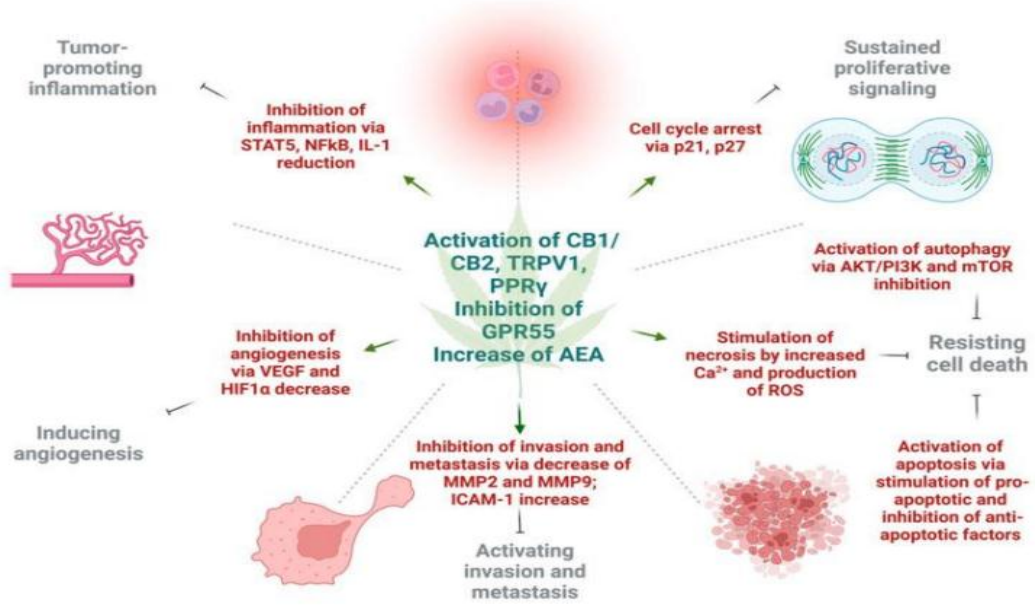 Tumor-
promoting
inflammation
Inhibition of
inflammation via
STAT5, NFkB, IL-1
reduction
Cell cycle arrest
via p21, p27
Sustained
proliferative
signaling
Activation of CB1/
CB2, TRPV1,
PPRγ
Inhibition of
GPR55
Increase of AEA
Activation of autophagy
via AKT/PI3K and mTOR
inhibition
Inhibition of
angiogenesis
via VEGF and
HIF1α decrease
Stimulation of
necrosis by increased
Ca²⁺ and production
of ROS
Resisting
cell death
Inducing
angiogenesis
Inhibition of invasion and
metastasis via decrease of
MMP2 and MMP9;
ICAM-1 increase
Activation of
apoptosis via
stimulation of pro-
apoptotic and
inhibition of anti-
apoptotic factors
Activating
invasion and
metastasis